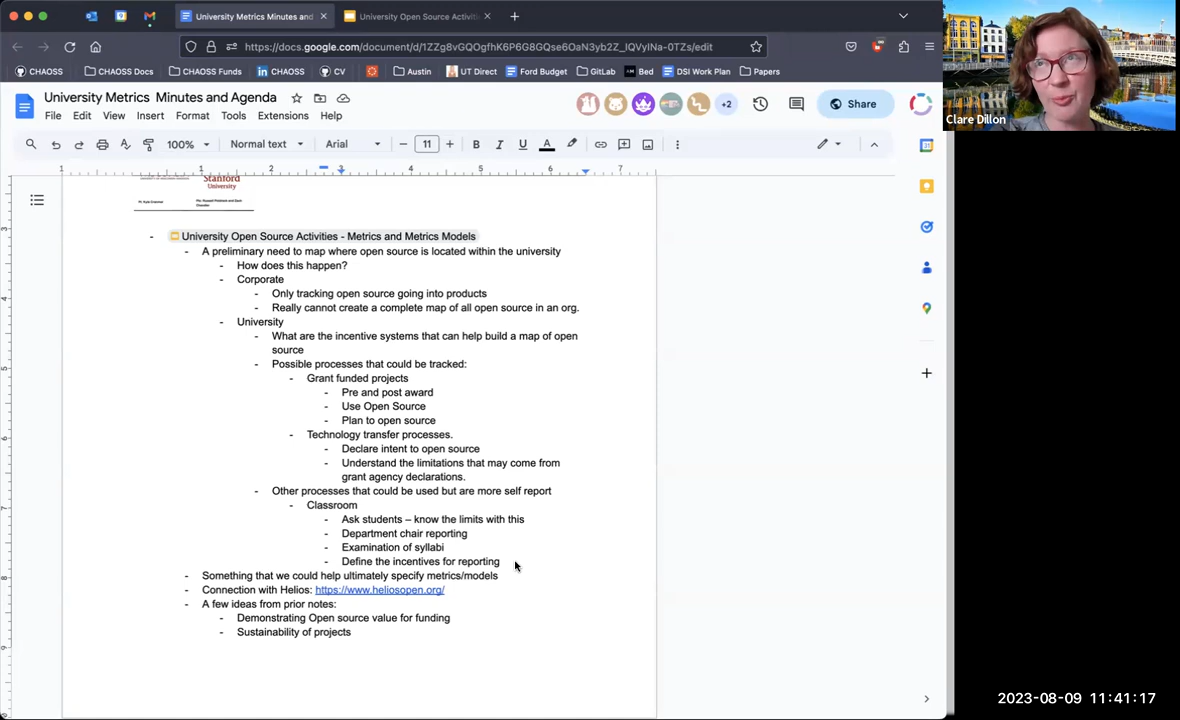 University Metrics Minutes and
University Open Source Activiti
https://docs.google.com/document/d/1ZZg8vGQOgfhK6P6G8GQse6OaN3yb2Z_IQVyINa-0TZs/edit
CHAOSS
CHAOSS Docs
CHAOSS Funds
CHAOSS
CV
Austin
UT Direct
Ford Budget
GitLab
Bed
DSI Work Plan
Papers
University Metrics Minutes and Agenda
File Edit View Insert Format Tools Extensions Help
+2
Share
100% Normal text Arial 11 B I U A
1 1 2 3 4 5 6 7
Stanford
University
- University Open Source Activities - Metrics and Metrics Models
- A preliminary need to map where open source is located within the university
- How does this happen?
- Corporate
- Only tracking open source going into products
- Really cannot create a complete map of all open source in an org.
- University
- What are the incentive systems that can help build a map of open
source
- Possible processes that could be tracked:
- Grant funded projects
- Pre and post award
- Use Open Source
- Plan to open source
- Technology transfer processes.
- Declare intent to open source
- Understand the limitations that may come from
grant agency declarations.
- Other processes that could be used but are more self report
- Classroom
- Ask students – know the limits with this
- Department chair reporting
- Examination of syllabi
- Define the incentives for reporting
- Something that we could help ultimately specify metrics/models
- Connection with Helios: https://www.heliosopen.org/
- A few ideas from prior notes:
- Demonstrating Open source value for funding
- Sustainability of projects
Clare Dillon
2023-08-09 11:41:17